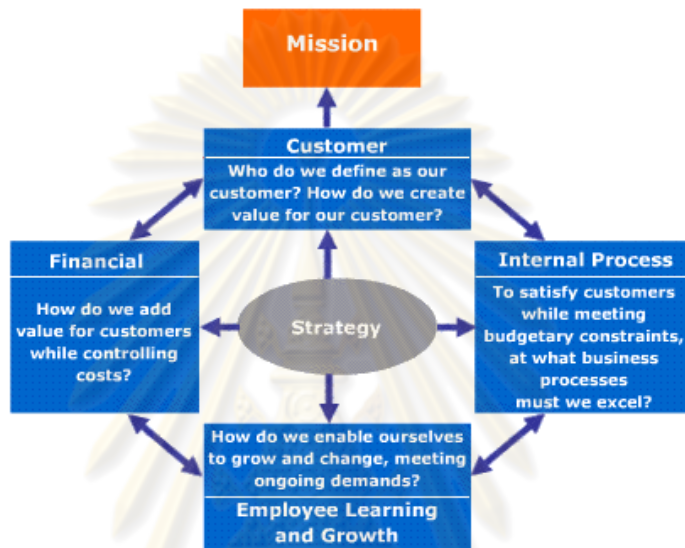 Mission
Customer
Who do we define as our
customer? How do we create
value for our customer?
Financial
How do we add
value for customers
while controlling
costs?
Strategy
Internal Process
To satisfy customers
while meeting
budgetary constraints,
at what business
processes
must we excel?
How do we enable ourselves
to grow and change, meeting
ongoing demands?
Employee Learning
and Growth